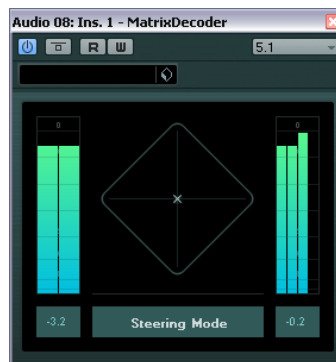 Audio 08: Ins. 1 - MatrixDecoder
R W 5.1
0 0
-3.2 Steering Mode -0.2